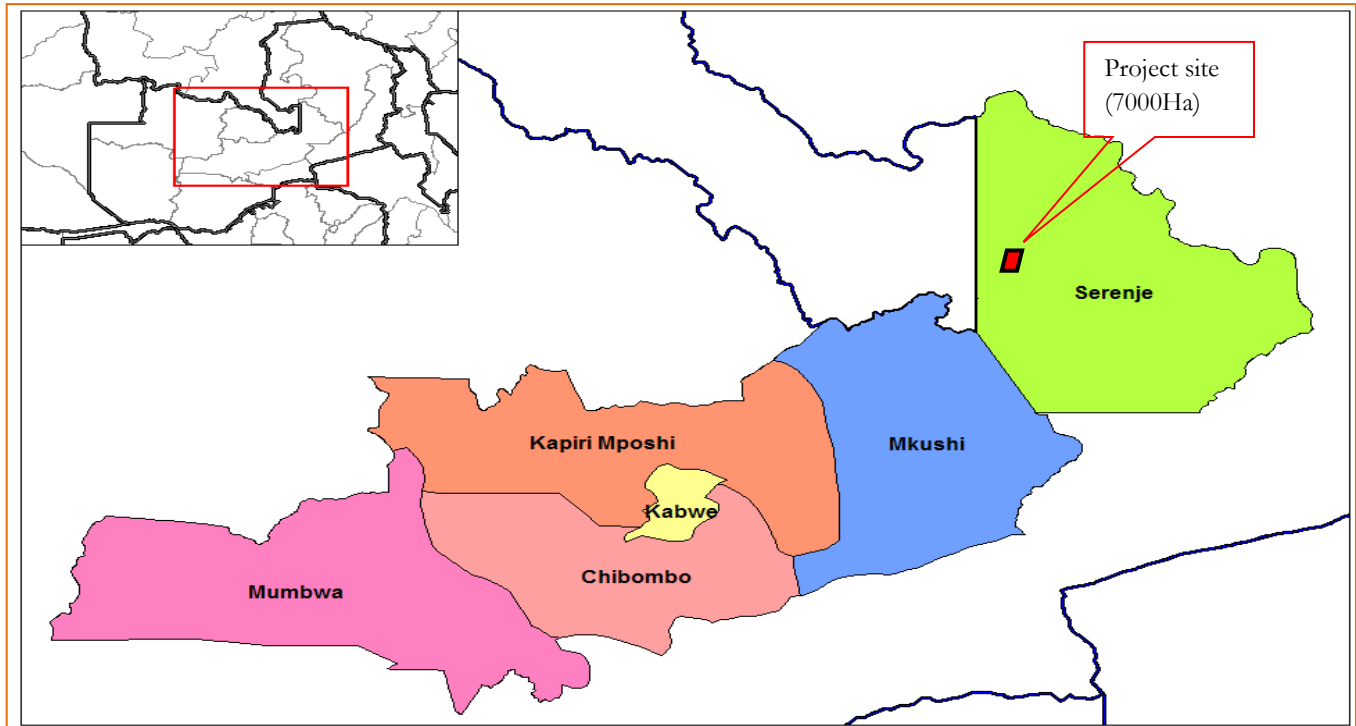 Project site
(7000Ha)
Serenje
Kapiri Mposhi
Mkushi
Kabwe
Chibombo
Mumbwa